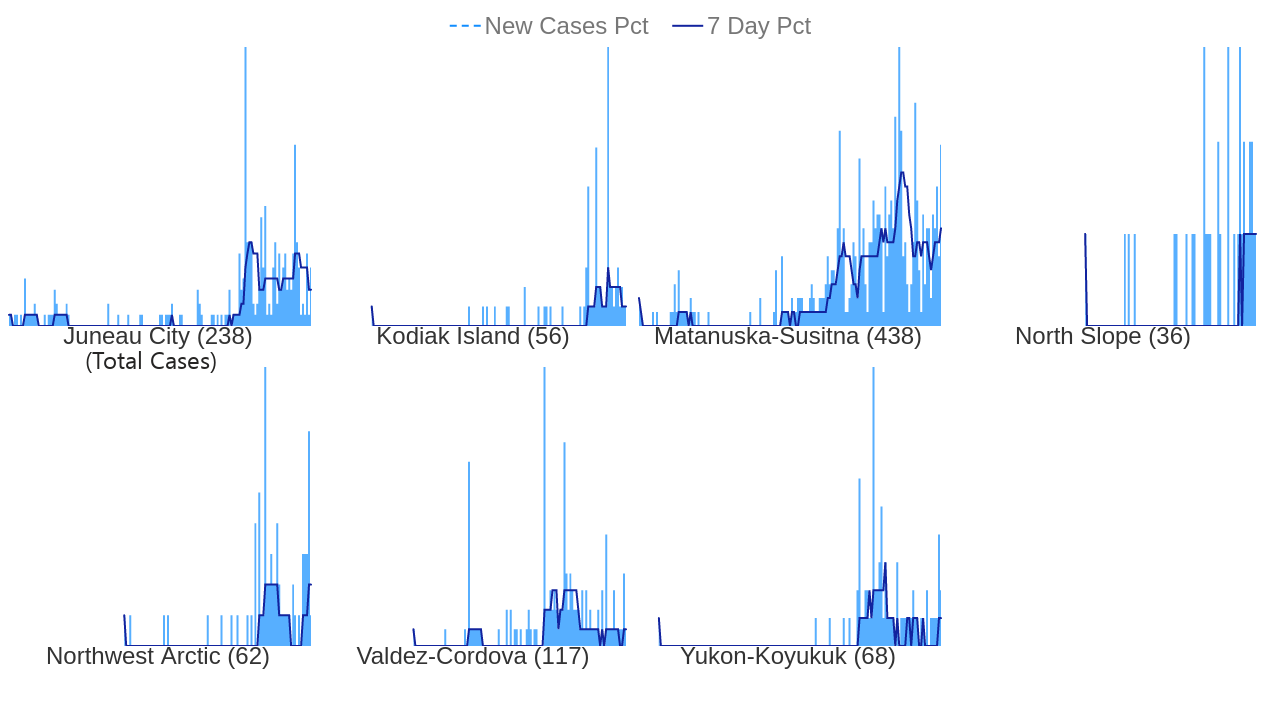 New Cases Pct 7 Day Pct
Juneau City (238)
(Total Cases)
Kodiak Island (56)
Matanuska-Susitna (438)
North Slope (36)
Northwest Arctic (62)
Valdez-Cordova (117)
Yukon-Koyukuk (68)